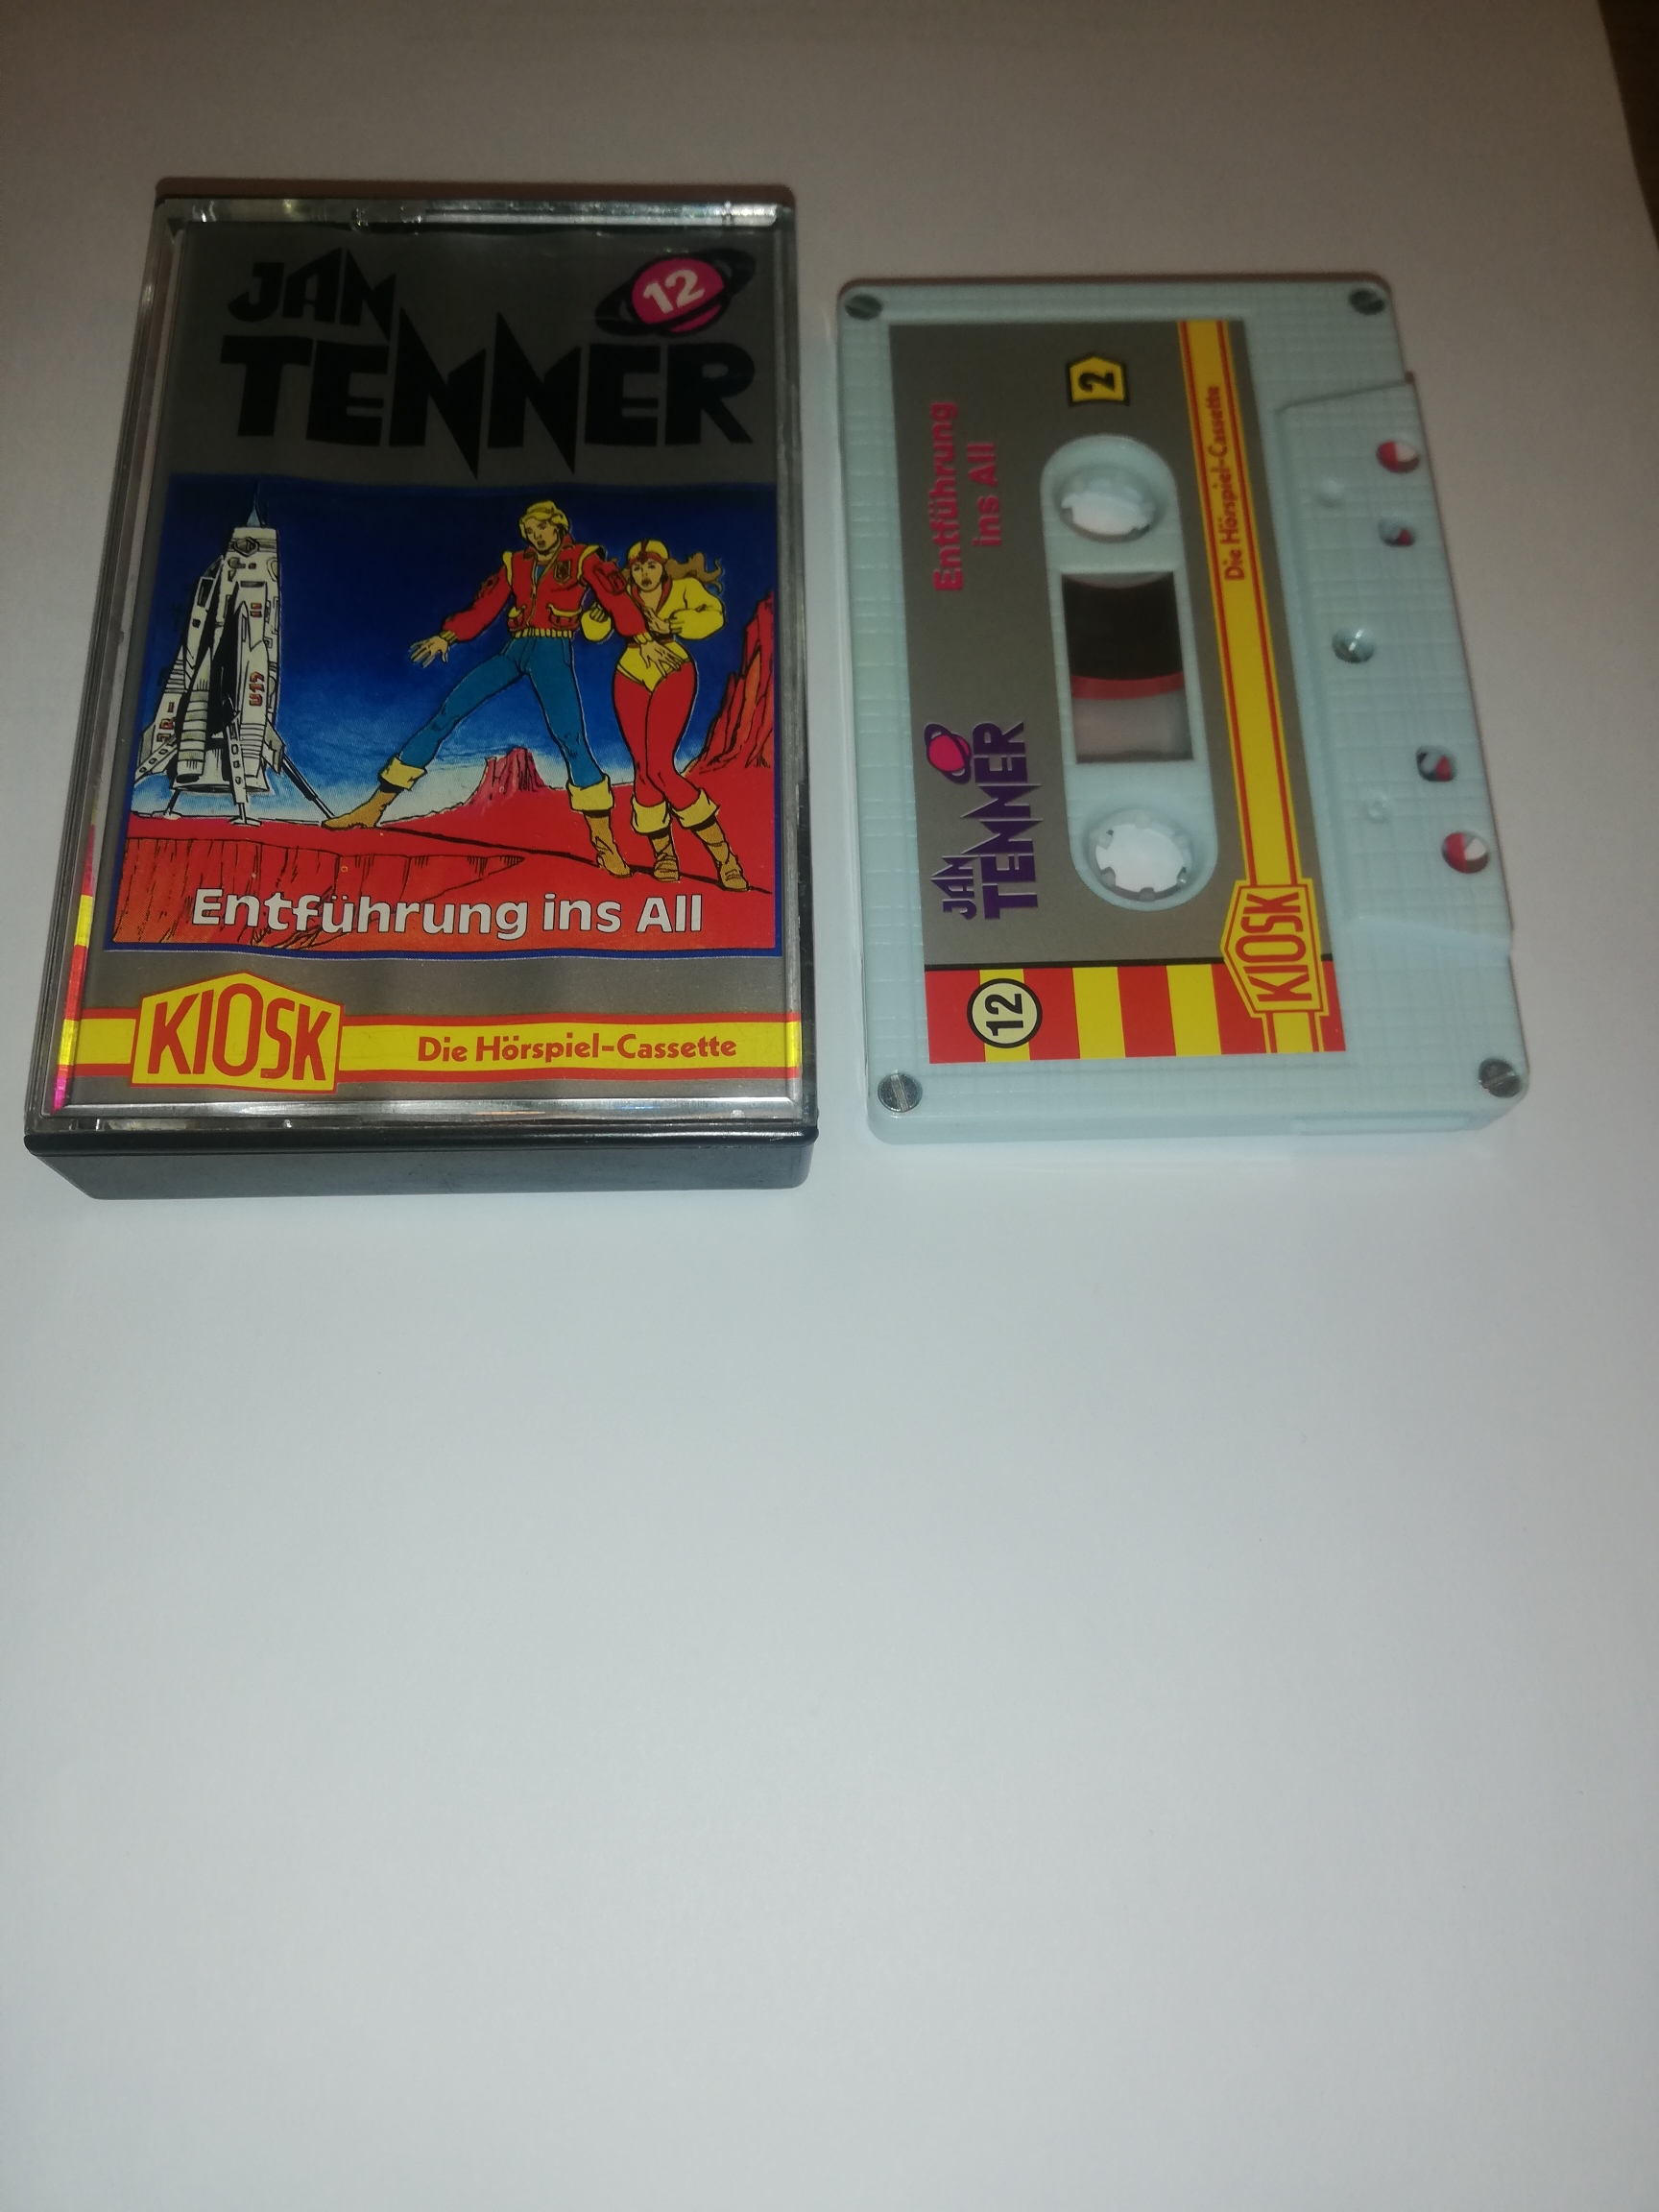 JAN
TENNER
12
Entführung ins All
KIOSK
Die Hörspiel-Cassette
Entführung
ins All
2
JAN
TENNER
Die Hörspiel-Cassette
KIOSK
12